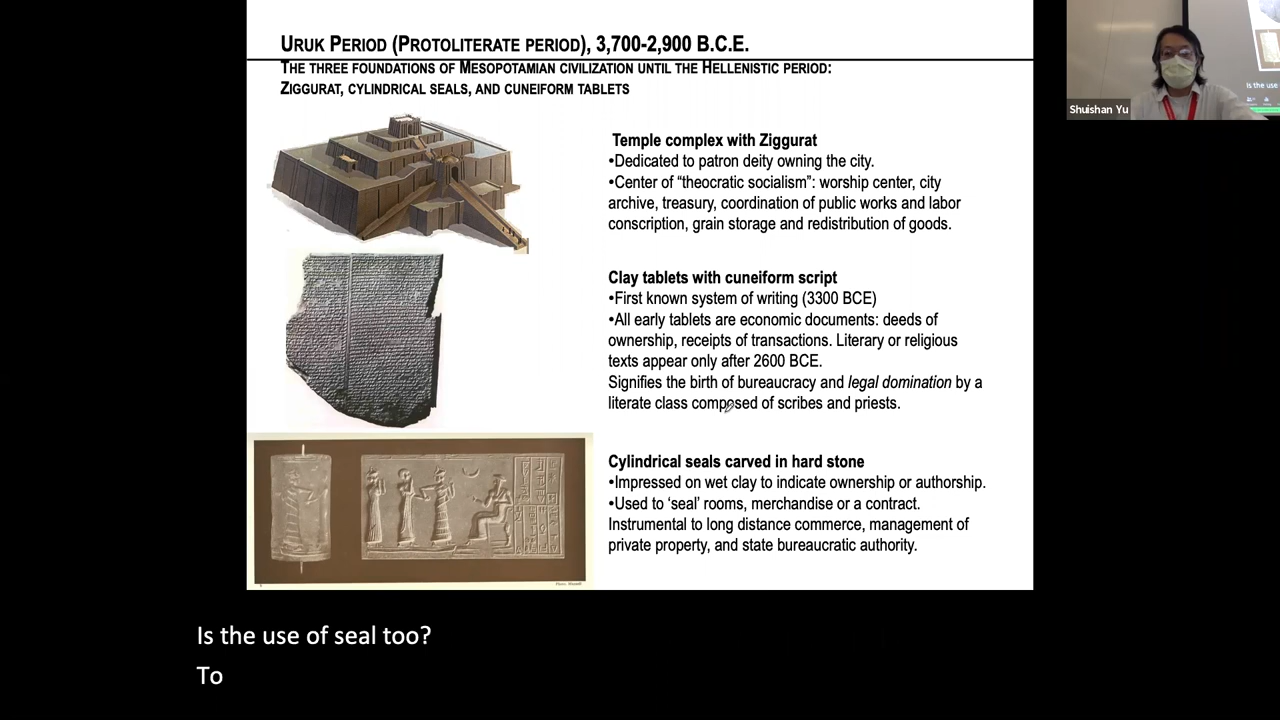 URUK PERIOD (PROTOLITERATE PERIOD), 3,700-2,900 B.C.E.
THE THREE FOUNDATIONS OF MESOPOTAMIAN CIVILIZATION UNTIL THE HELLENISTIC PERIOD:
ZIGGURAT, CYLINDRICAL SEALS, AND CUNEIFORM TABLETS
Temple complex with Ziggurat
•Dedicated to patron deity owning the city.
•Center of “theocratic socialism”: worship center, city
archive, treasury, coordination of public works and labor
conscription, grain storage and redistribution of goods.
Clay tablets with cuneiform script
•First known system of writing (3300 BCE)
•All early tablets are economic documents: deeds of
ownership, receipts of transactions. Literary or religious
texts appear only after 2600 BCE.
Signifies the birth of bureaucracy and legal domination by a
literate class composed of scribes and priests.
Cylindrical seals carved in hard stone
•Impressed on wet clay to indicate ownership or authorship.
•Used to ‘seal’ rooms, merchandise or a contract.
Instrumental to long distance commerce, management of
private property, and state bureaucratic authority.
Shuishan Yu
Is the use
Is the use of seal too?
To